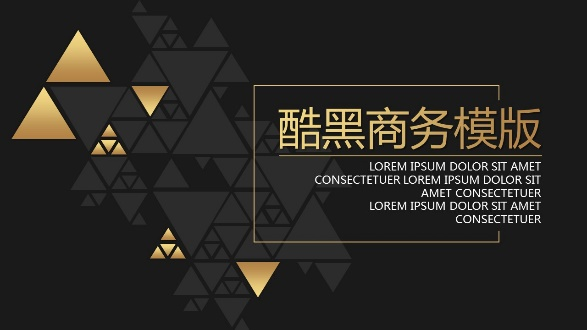 酷黑商务模版
LOREM IPSUM DOLOR SIT AMET
CONSECTETUER LOREM IPSUM DOLOR SIT
AMET CONSECTETUER
LOREM IPSUM DOLOR SIT AMET
CONSECTETUER